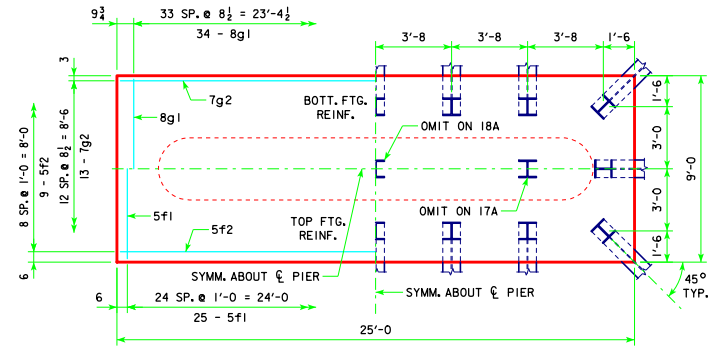 9¾
33 SP. @ 8½ = 23'-4½
34 - 8g1
3'-8
3'-8
3'-8
1'-6
3
7g2
8g1
BOTT. FTG.
REINF.
OMIT ON 18A
8 SP. @ 1'-0 = 8'-0
9 - 5f2
12 SP. @ 8½ = 8'-6
13 - 7g2
1'-6
3'-0
9'-0
3'-0
1'-6
OMIT ON 17A
5f1
5f2
TOP FTG.
REINF.
6
SYMM. ABOUT ℄ PIER
SYMM. ABOUT ℄ PIER
45°
TYP.
6
24 SP. @ 1'-0 = 24'-0
25 - 5f1
25'-0